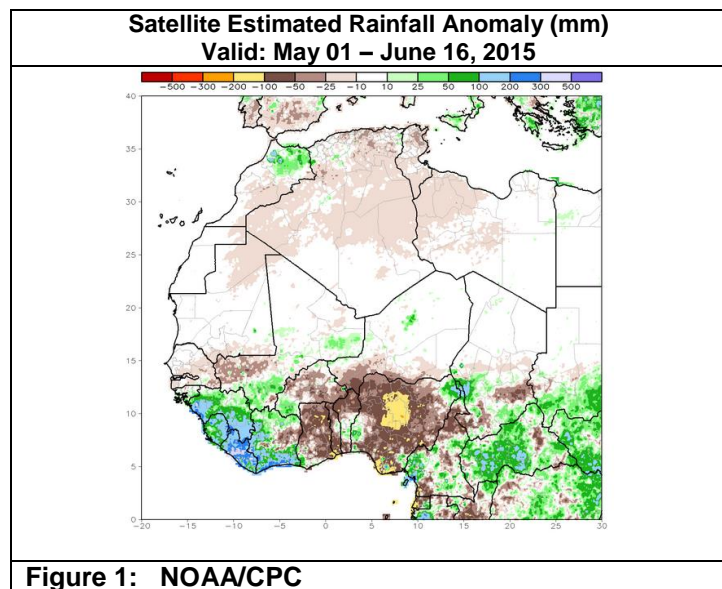 Satellite Estimated Rainfall Anomaly (mm)
Valid: May 01 – June 16, 2015
-500 -300 -200 -100 -50 -25 -10 10 25 50 100 200 300 500
40
35
30
25
20
15
10
5
0
-20 -15 -10 -5 0 5 10 15 20 25 30
Figure 1: NOAA/CPC